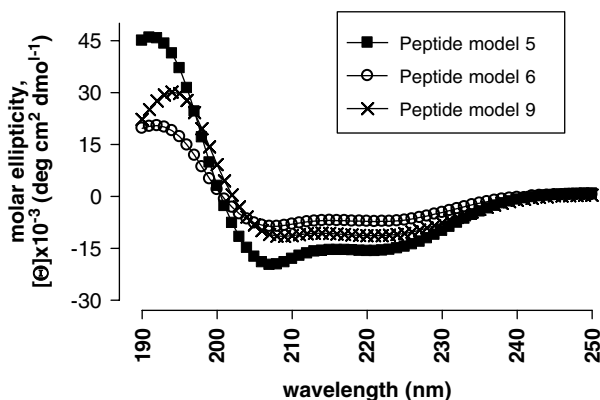 molar ellipticity,
[Θ]x10⁻³ (deg cm² dmol⁻¹)
45
30
15
0
-15
-30
Peptide model 5
Peptide model 6
Peptide model 9
190
200
210
220
230
240
250
wavelength (nm)